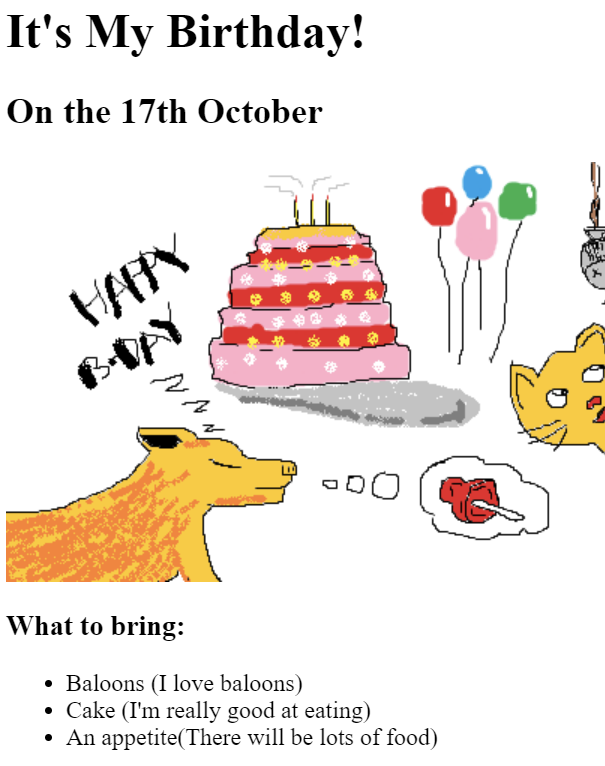 It's My Birthday!
On the 17th October
HAPPY
B-DAY
Z
Z
Z
What to bring:
Baloons (I love baloons)
Cake (I'm really good at eating)
An appetite(There will be lots of food)